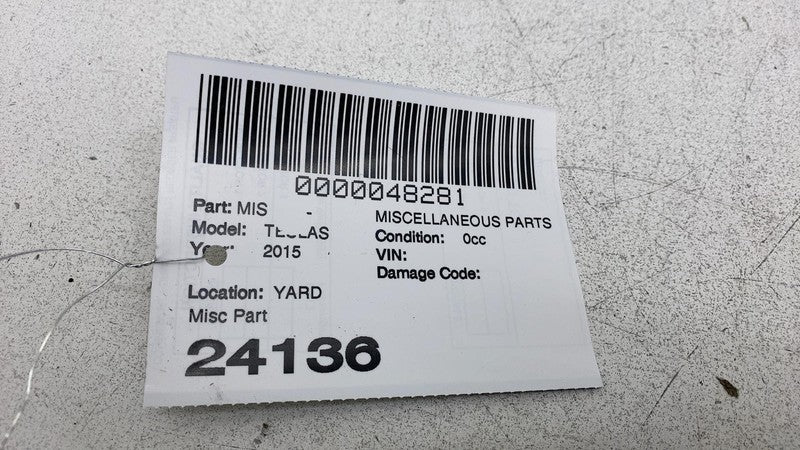 0000048281
Part: MIS - MISCELLANEOUS PARTS
Model: TESLAS Condition: 0cc
Year: 2015 VIN:
Damage Code:
Location: YARD
Misc Part
24136